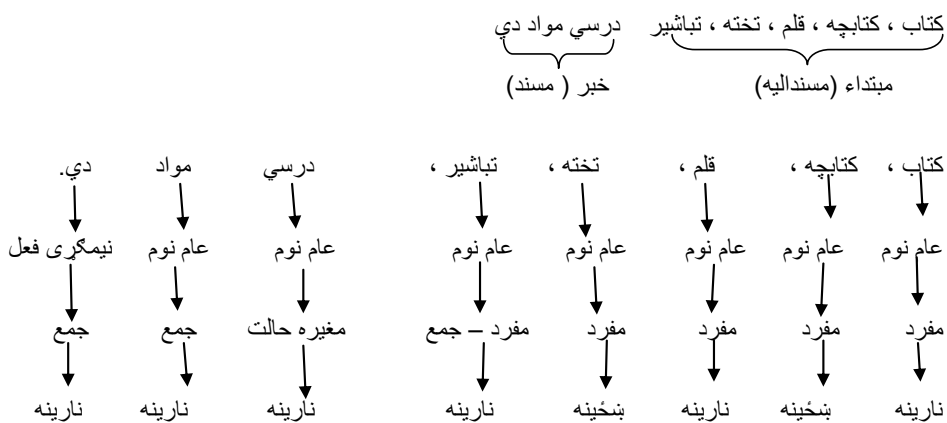 کتاب ، کتابچه ، قلم ، تخته ، تباشیر درسي مواد دي
مبتداء (مسندالیه) خبر ( مسند)
کتاب ، کتابچه ، قلم ، تخته ، تباشیر ، درسي مواد دي.
عام نوم عام نوم عام نوم عام نوم عام نوم عام نوم عام نوم نیمګړی فعل
مفرد مفرد مفرد مفرد مفرد – جمع مغیره حالت جمع جمع
نارینه ښځینه نارینه ښځینه نارینه نارینه نارینه نارینه